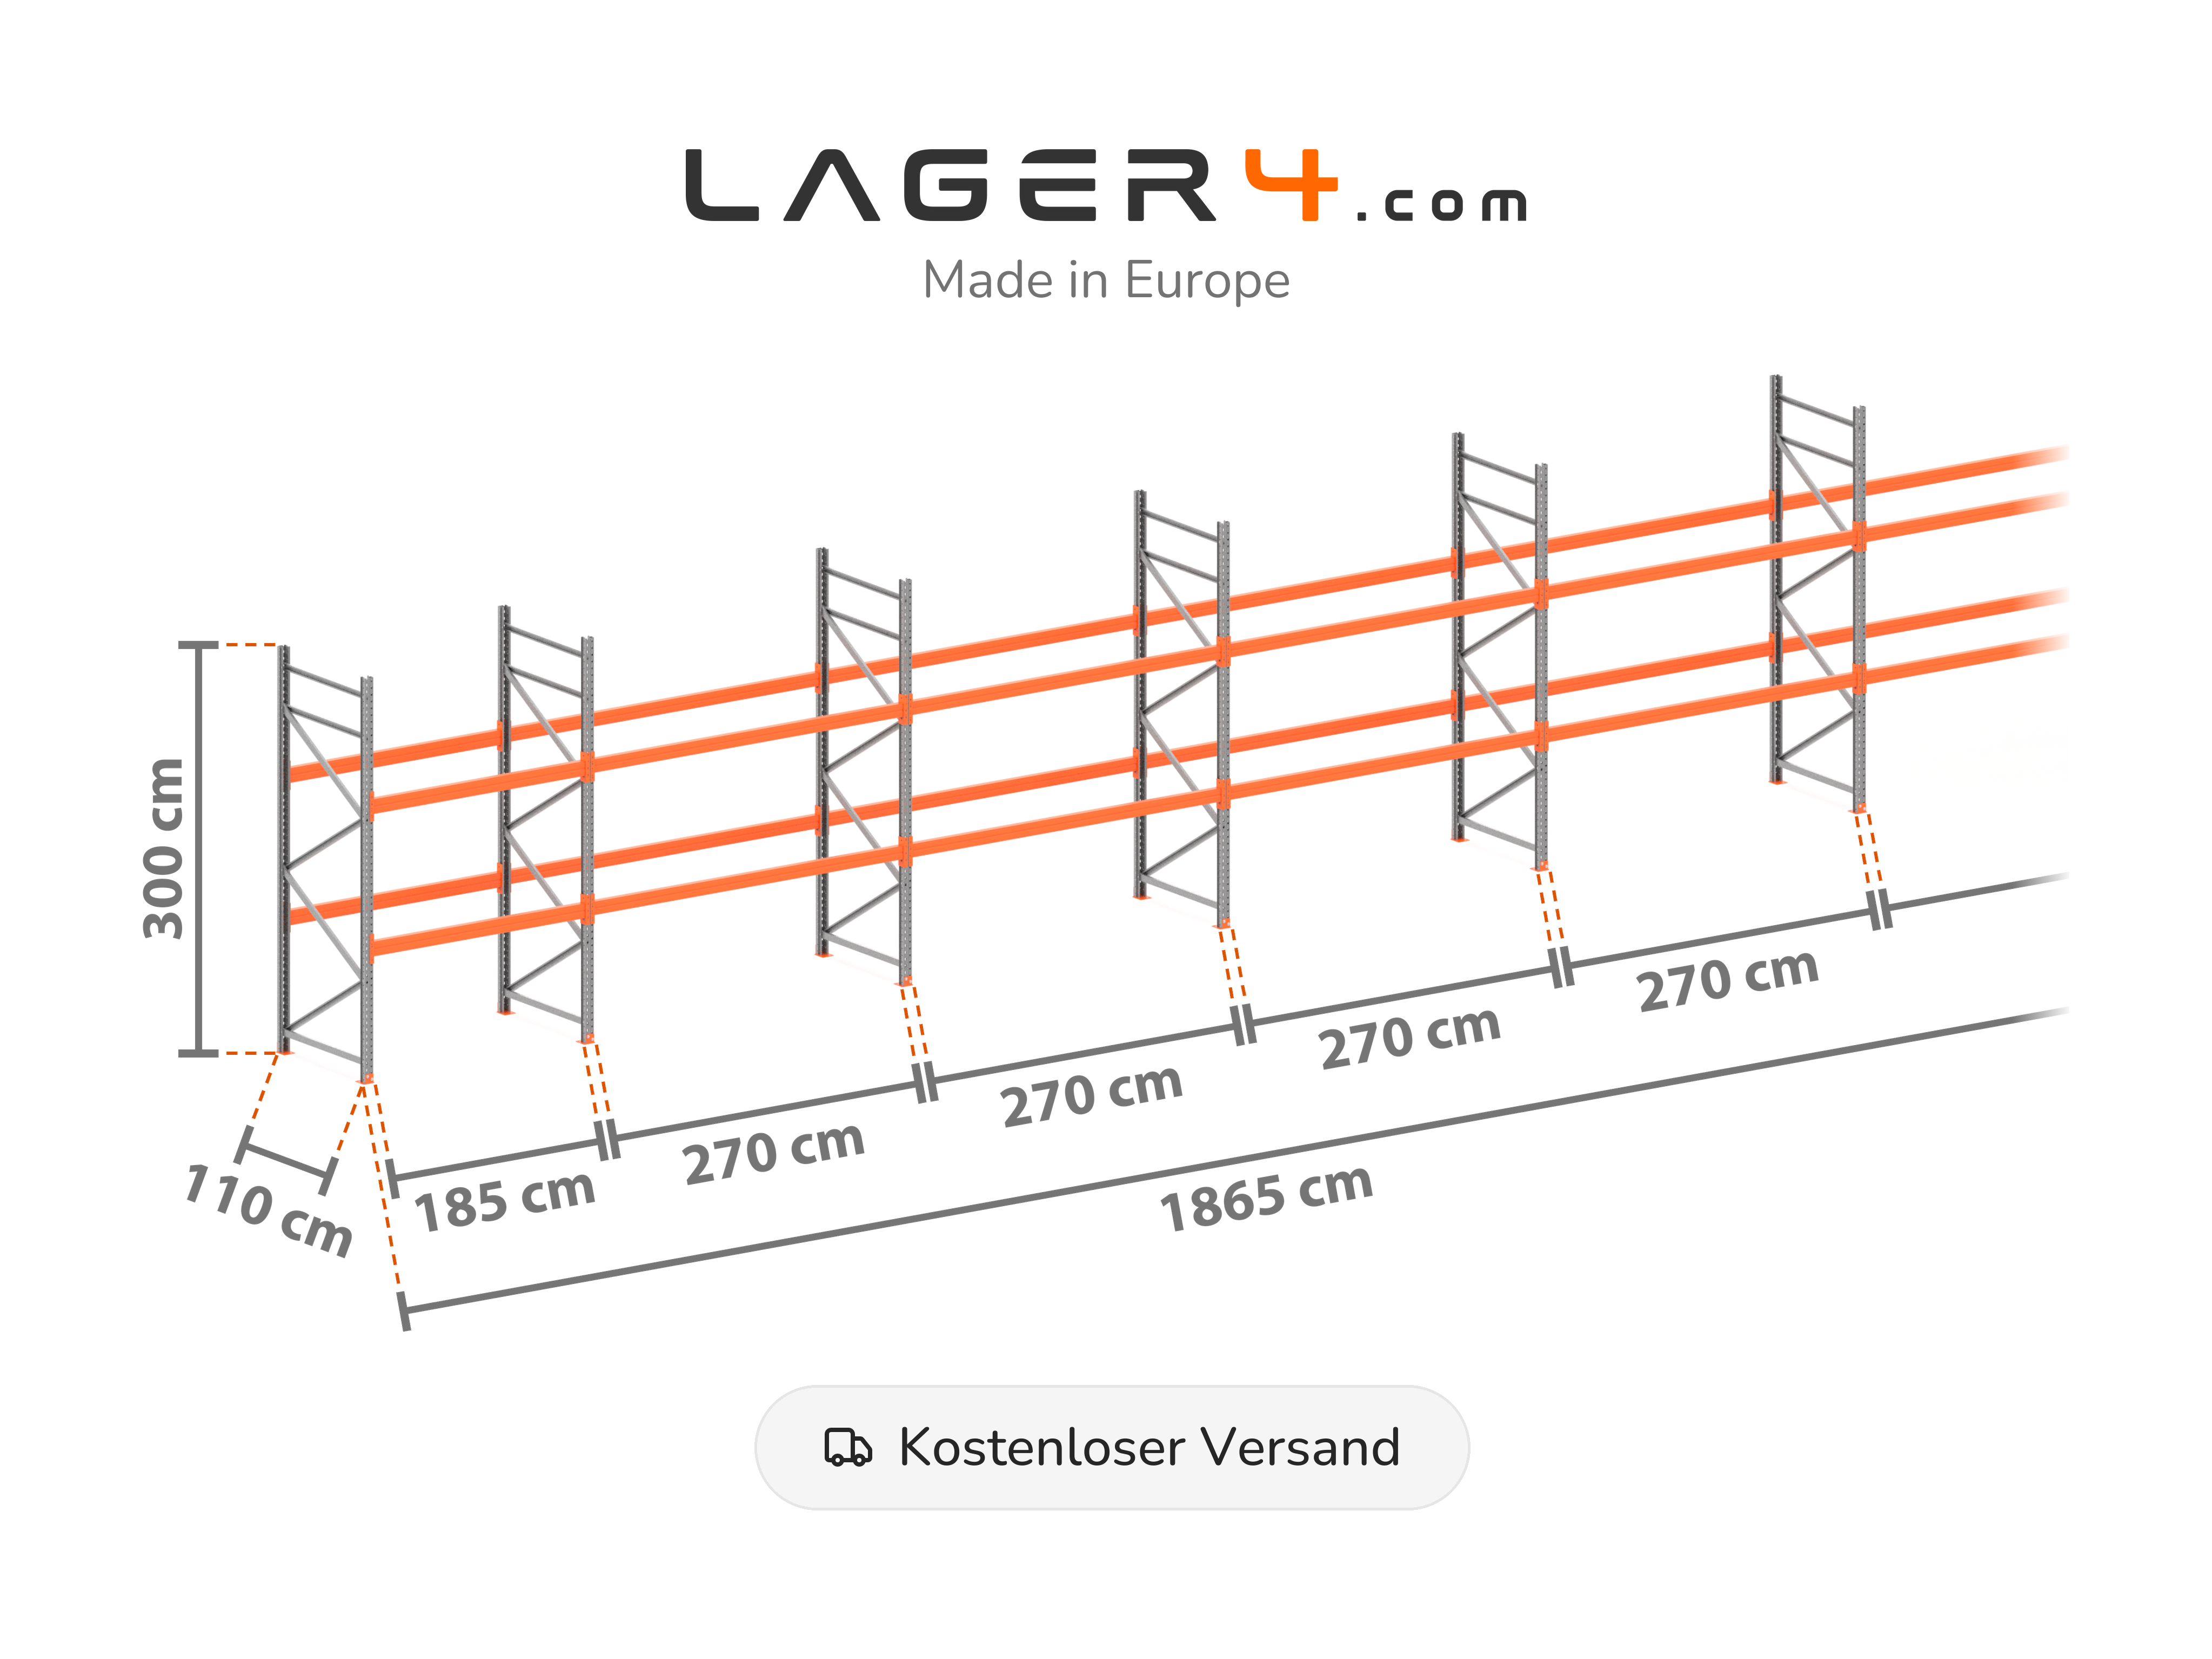 LAGER4.com
Made in Europe
300 cm
110 cm
185 cm
270 cm
270 cm
270 cm
270 cm
1865 cm
Kostenloser Versand